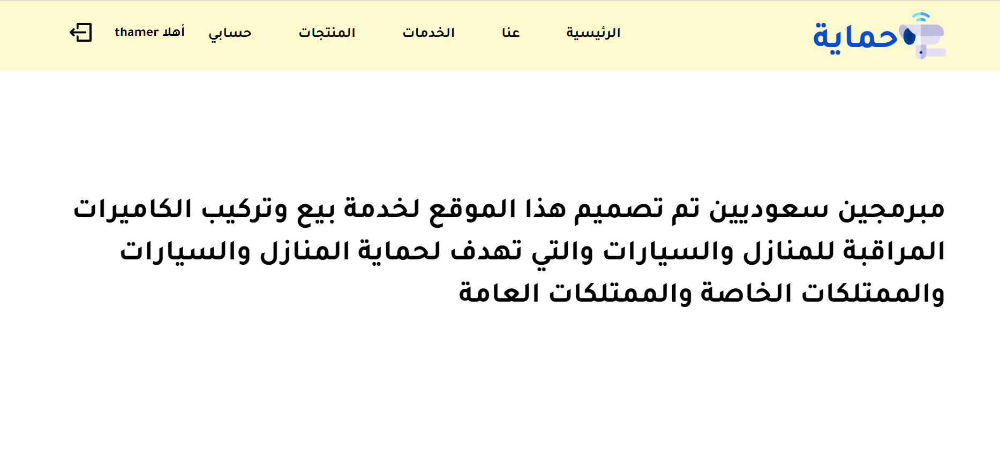 حماية
الرئيسية عنا الخدمات المنتجات حسابي أهلا thamer
مبرمجين سعوديين تم تصميم هذا الموقع لخدمة بيع وتركيب الكاميرات
المراقبة للمنازل والسيارات والتي تهدف لحماية المنازل والسيارات
والممتلكات الخاصة والممتلكات العامة